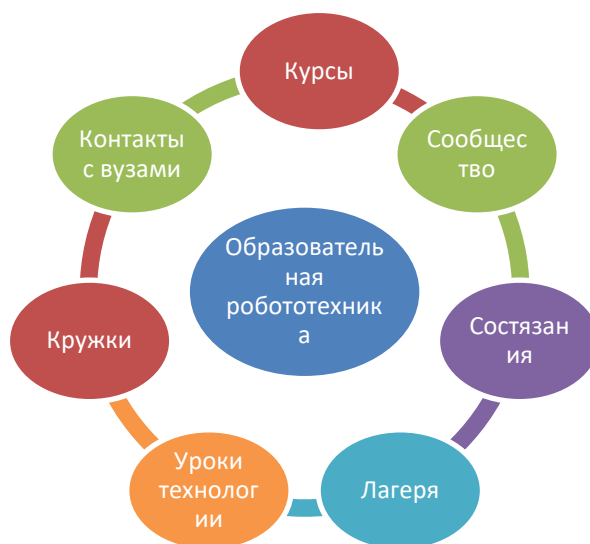 Курсы
Сообщес
тво
Состязан
ия
Лагеря
Уроки
технолог
ии
Кружки
Контакты
с вузами
Образователь
ная
робототехник
а